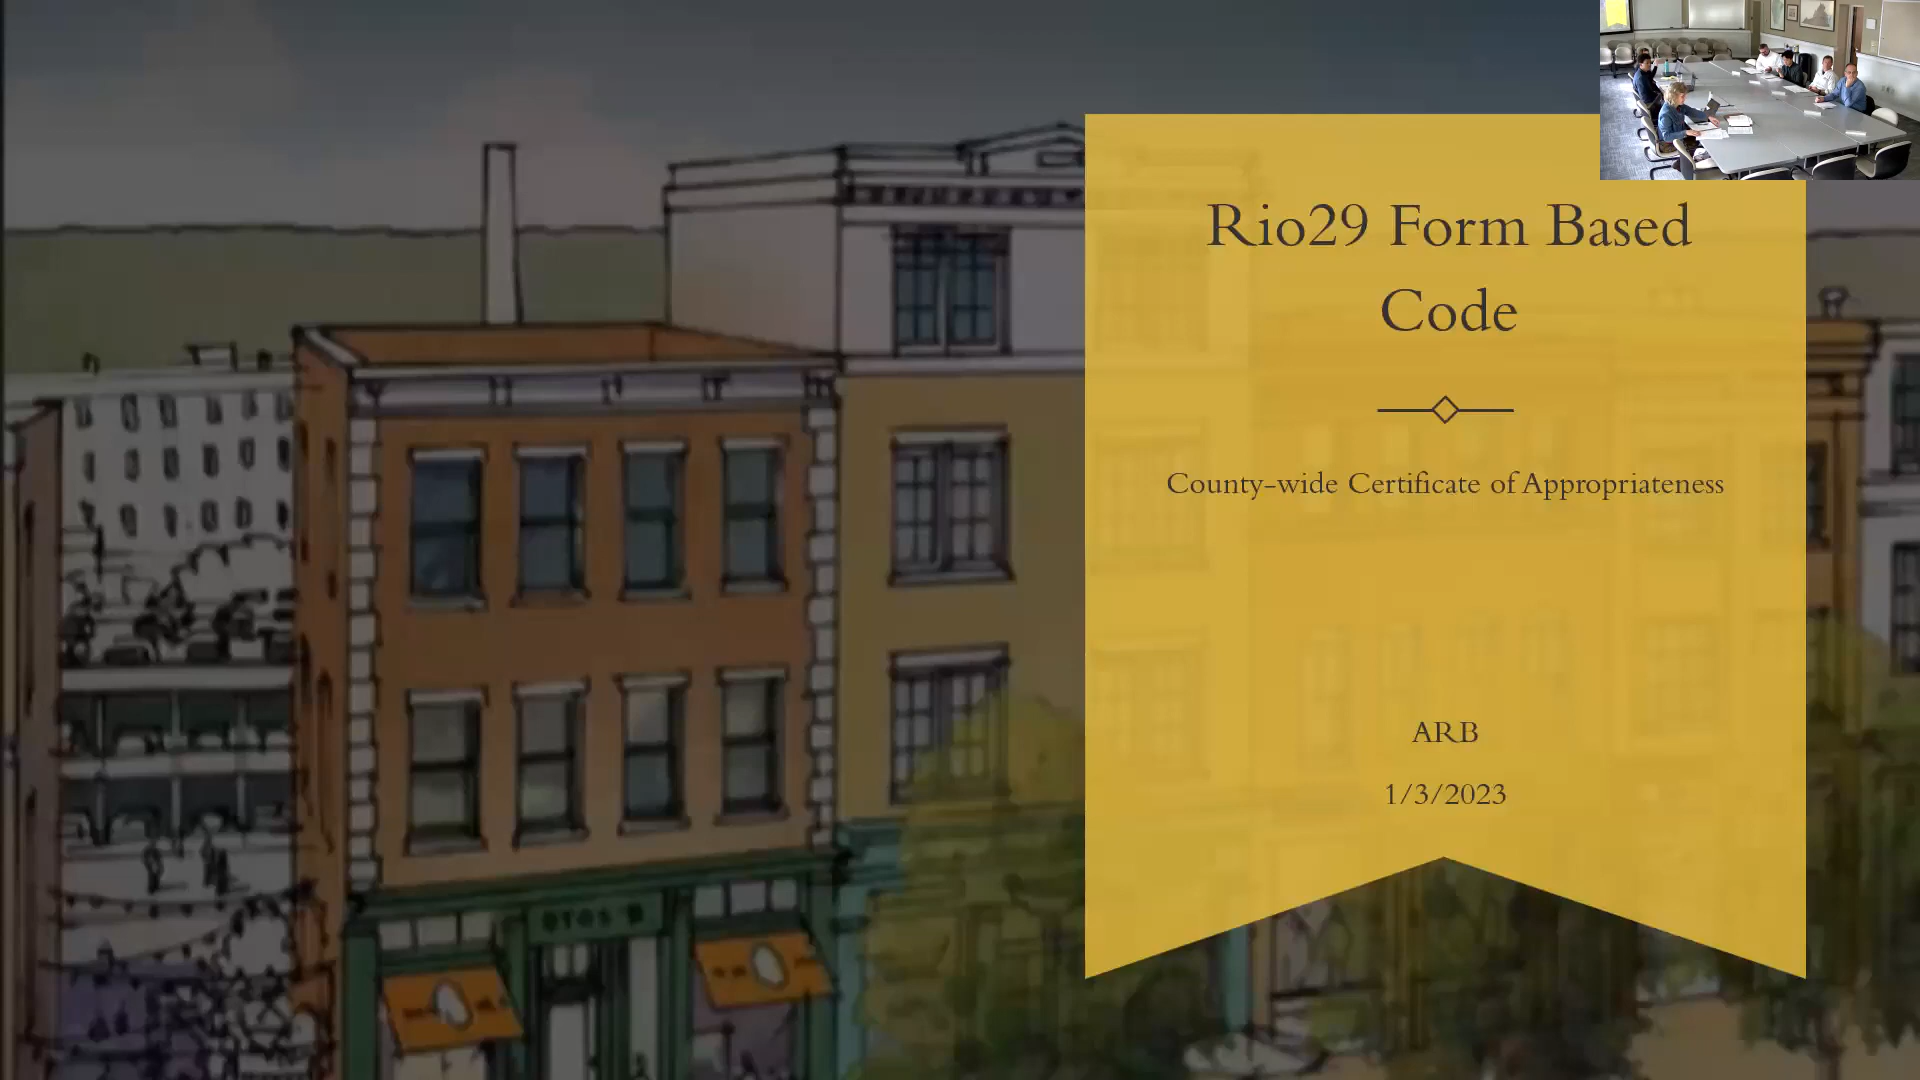 Rio29 Form Based
Code
County-wide Certificate of Appropriateness
ARB
1/3/2023